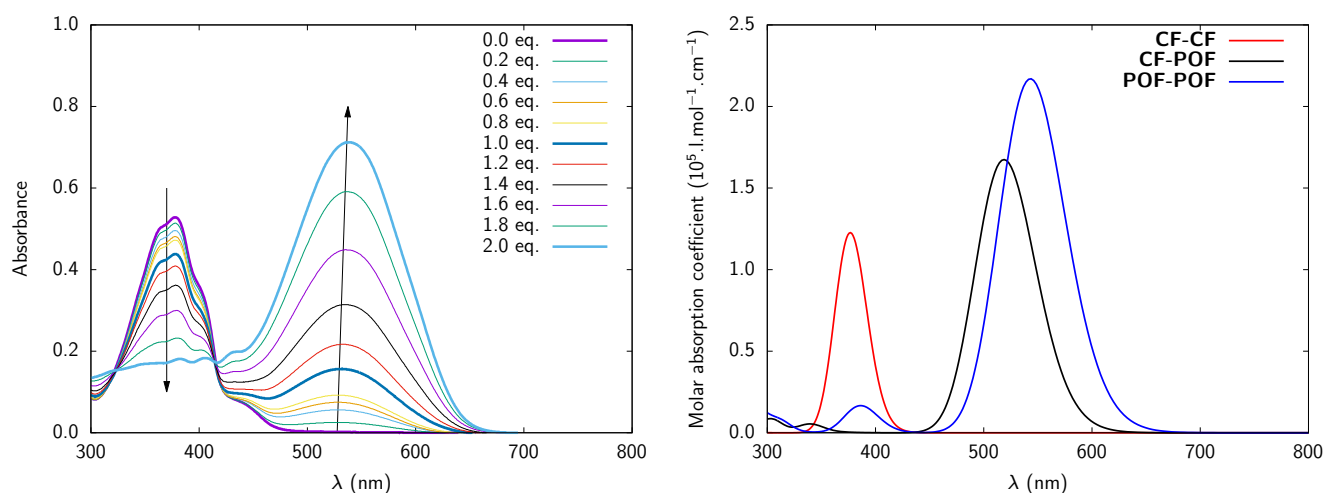 1.0
0.8
0.6
0.4
0.2
0.0
300 400 500 600 700 800
Absorbance
λ (nm)
0.0 eq.
0.2 eq.
0.4 eq.
0.6 eq.
0.8 eq.
1.0 eq.
1.2 eq.
1.4 eq.
1.6 eq.
1.8 eq.
2.0 eq.
2.5
2.0
1.5
1.0
0.5
0.0
300 400 500 600 700 800
Molar absorption coefficient (10⁵.l.mol⁻¹.cm⁻¹)
λ (nm)
CF-CF
CF-POF
POF-POF